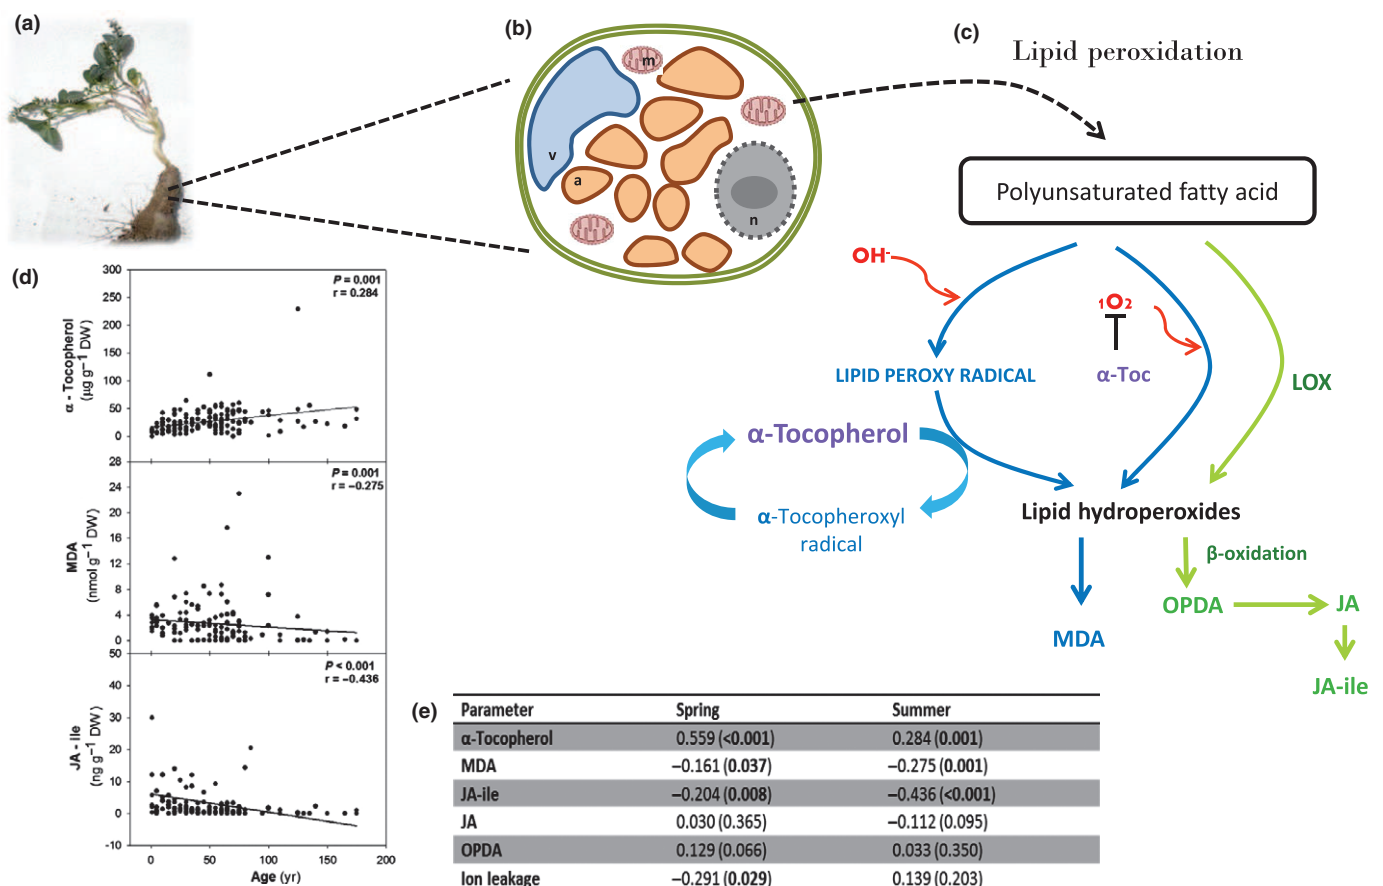 (a)
(b)
m
v
a
n
(c)
Lipid peroxidation
Polyunsaturated fatty acid
OH-
1O2
α-Toc
LIPID PEROXY RADICAL
LOX
α-Tocopherol
α-Tocopheroxyl
radical
Lipid hydroperoxides
β-oxidation
OPDA
JA
MDA
JA-ile
(d)
α - Tocopherol
(μg g⁻¹ DW)
300
250
200
150
100
50
0
P = 0.001
r = 0.284
MDA
(nmol g⁻¹ DW)
28
24
20
16
12
8
4
0
P = 0.001
r = −0.275
JA - ile
(ng g⁻¹ DW)
50
40
30
20
10
0
-10
P < 0.001
r = −0.436
0 50 100 150 200
Age (yr)
(e)
Parameter Spring Summer
α-Tocopherol 0.559 (<0.001) 0.284 (0.001)
MDA −0.161 (0.037) −0.275 (0.001)
JA-ile −0.204 (0.008) −0.436 (<0.001)
JA 0.030 (0.365) −0.112 (0.095)
OPDA 0.129 (0.066) 0.033 (0.350)
Ion leakage −0.291 (0.029) 0.139 (0.203)